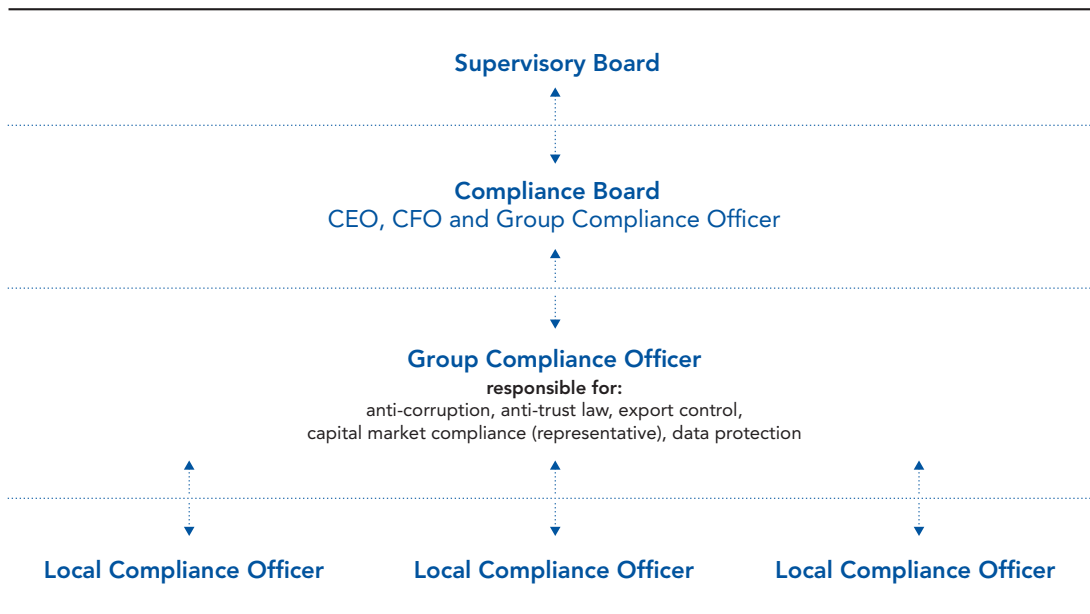 Supervisory Board
Compliance Board
CEO, CFO and Group Compliance Officer
Group Compliance Officer
responsible for:
anti-corruption, anti-trust law, export control,
capital market compliance (representative), data protection
Local Compliance Officer
Local Compliance Officer
Local Compliance Officer